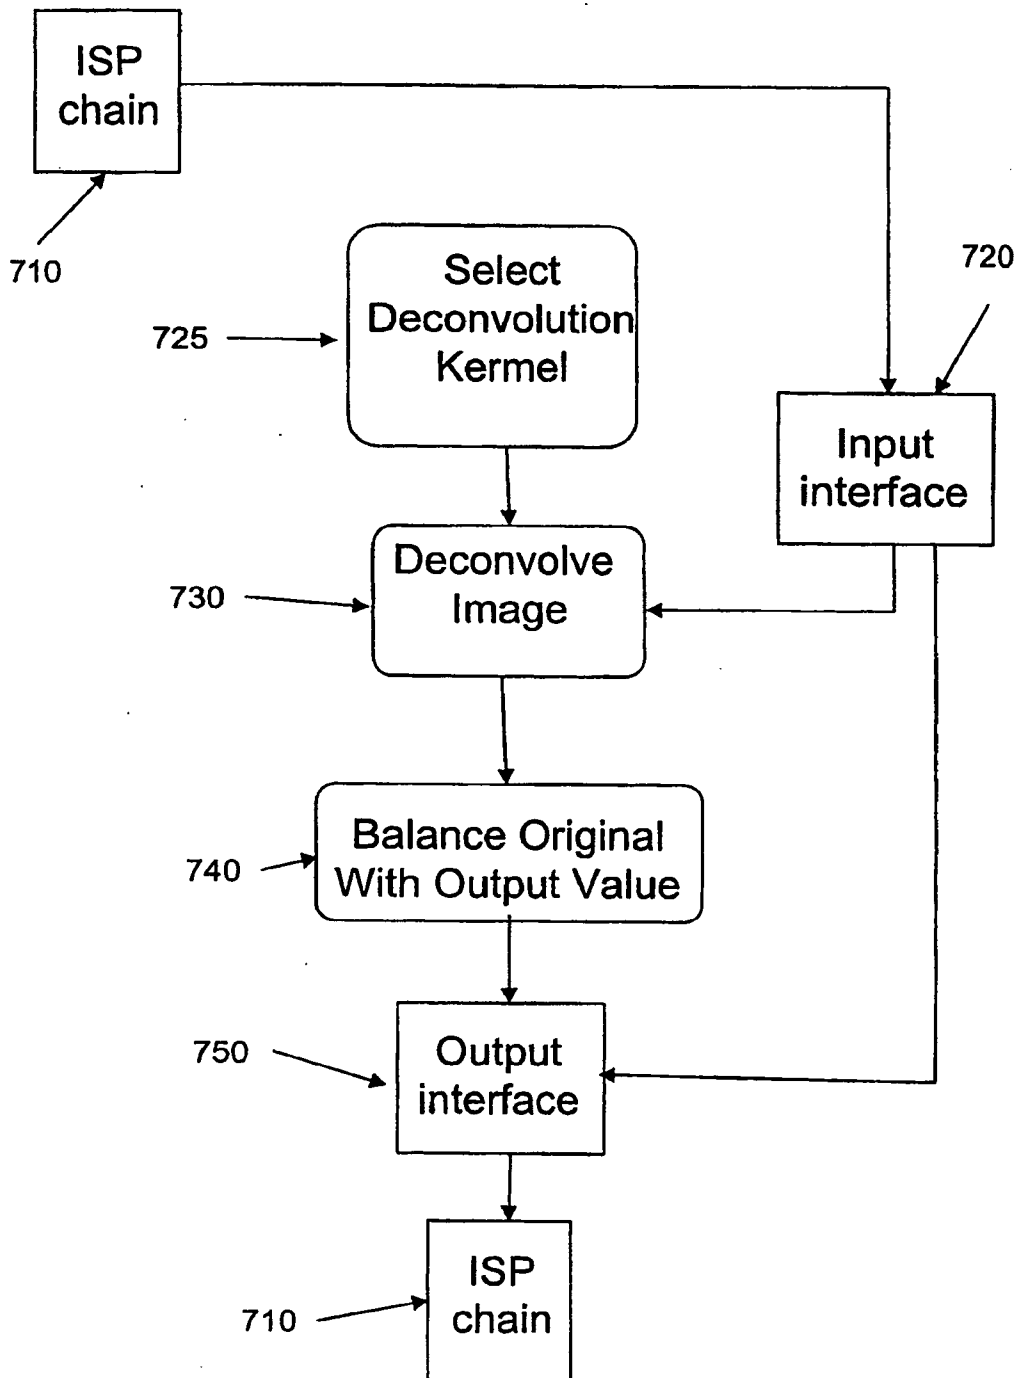 ISP
chain
710
720
Select
Deconvolution
Kermel
725
Input
interface
Deconvolve
Image
730
Balance Original
With Output Value
740
Output
interface
750
ISP
chain
710